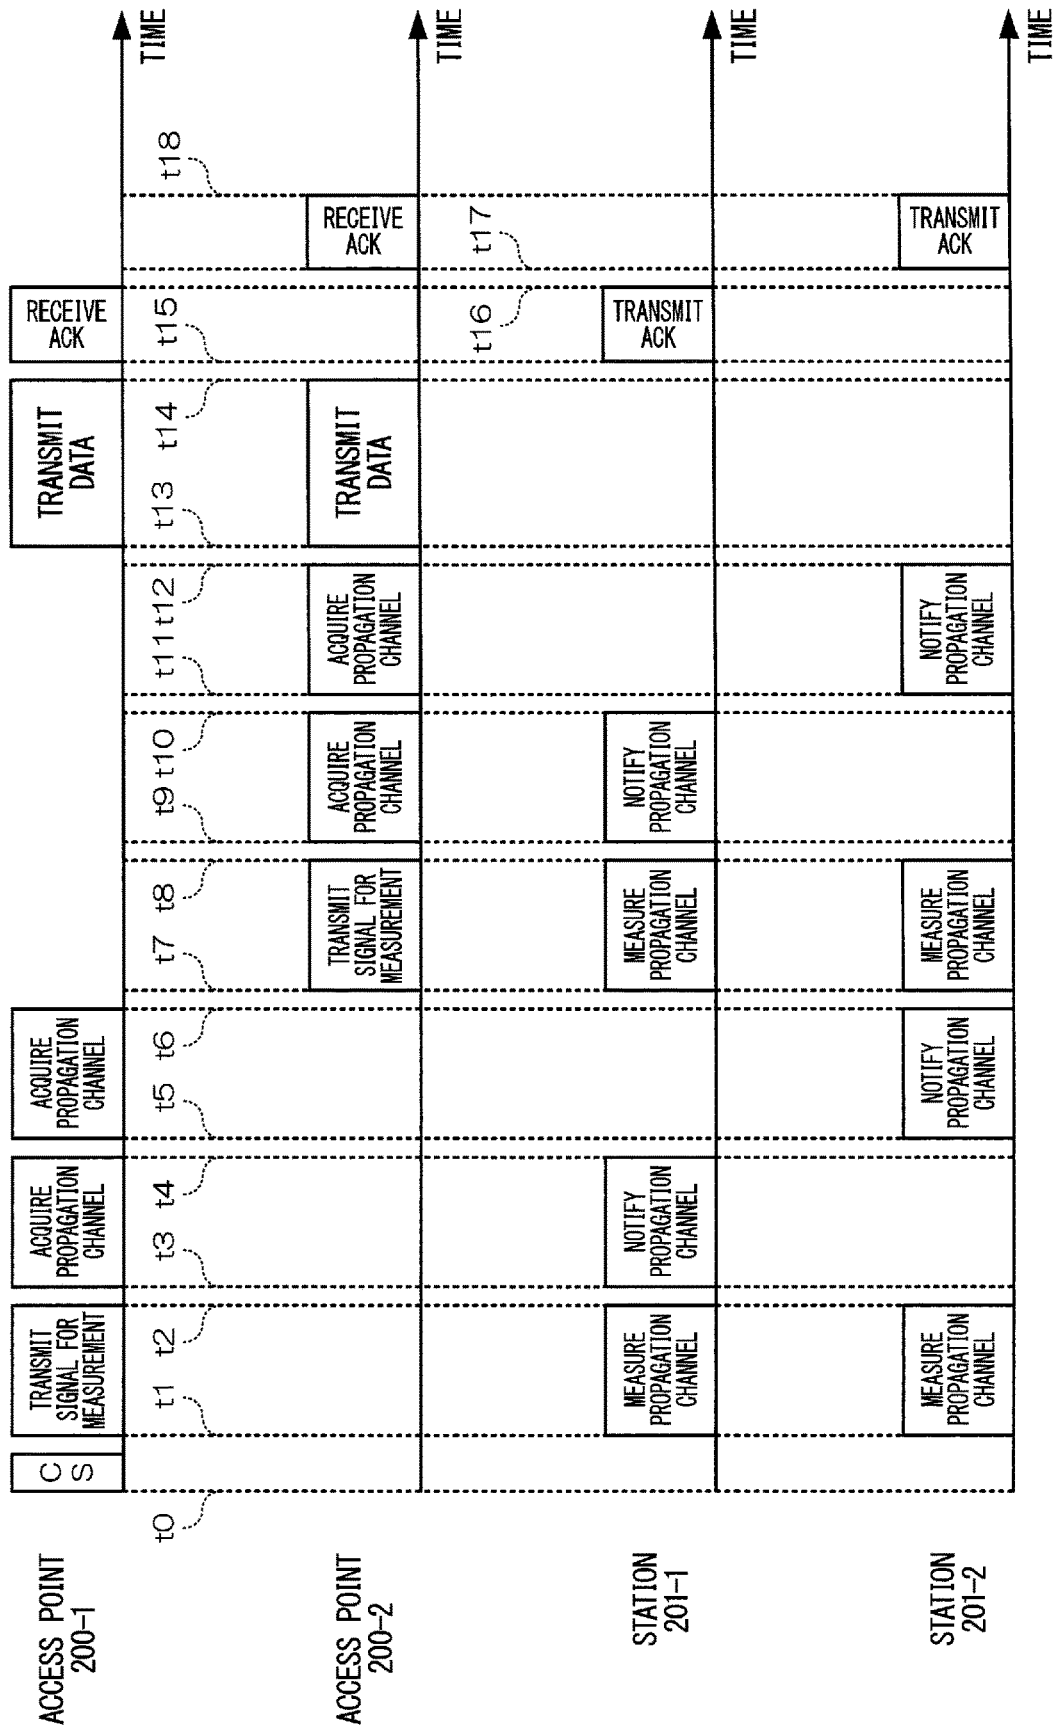 ACCESS POINT
200-1
CS
TRANSMIT
SIGNAL FOR
MEASUREMENT
ACQUIRE
PROPAGATION
CHANNEL
ACQUIRE
PROPAGATION
CHANNEL
TRANSMIT
DATA
RECEIVE
ACK
TIME
t0
t1
t2
t3
t4
t5
t6
t7
t8
t9
t10
t11
t12
t13
t14
t15
t18
ACCESS POINT
200-2
TRANSMIT
SIGNAL FOR
MEASUREMENT
ACQUIRE
PROPAGATION
CHANNEL
ACQUIRE
PROPAGATION
CHANNEL
TRANSMIT
DATA
RECEIVE
ACK
TIME
t16
t17
STATION
201-1
MEASURE
PROPAGATION
CHANNEL
NOTIFY
PROPAGATION
CHANNEL
MEASURE
PROPAGATION
CHANNEL
NOTIFY
PROPAGATION
CHANNEL
TRANSMIT
ACK
TIME
STATION
201-2
MEASURE
PROPAGATION
CHANNEL
NOTIFY
PROPAGATION
CHANNEL
MEASURE
PROPAGATION
CHANNEL
NOTIFY
PROPAGATION
CHANNEL
TRANSMIT
ACK
TIME